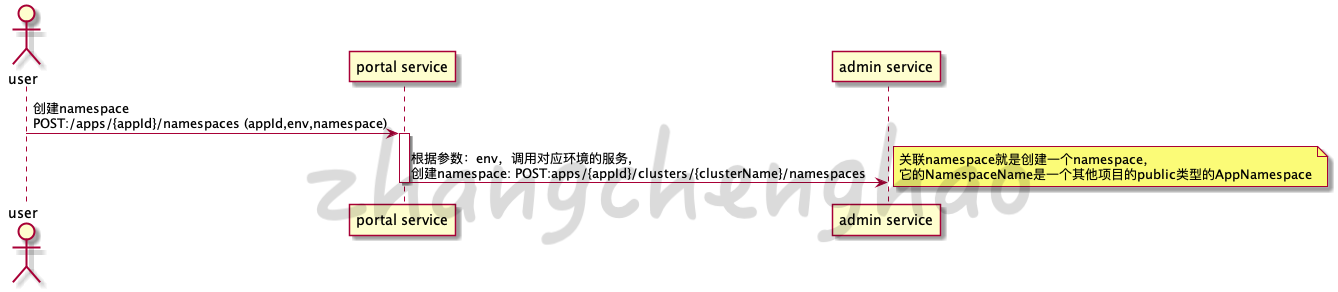 user
portal service
admin service
创建namespace
POST:/apps/{appId}/namespaces (appId,env,namespace)
根据参数：env，调用对应环境的服务，
创建namespace: POST:apps/{appId}/clusters/{clusterName}/namespaces
关联namespace就是创建一个namespace，
它的NamespaceName是一个其他项目的public类型的AppNamespace
zhangchenghao
user
portal service
admin service